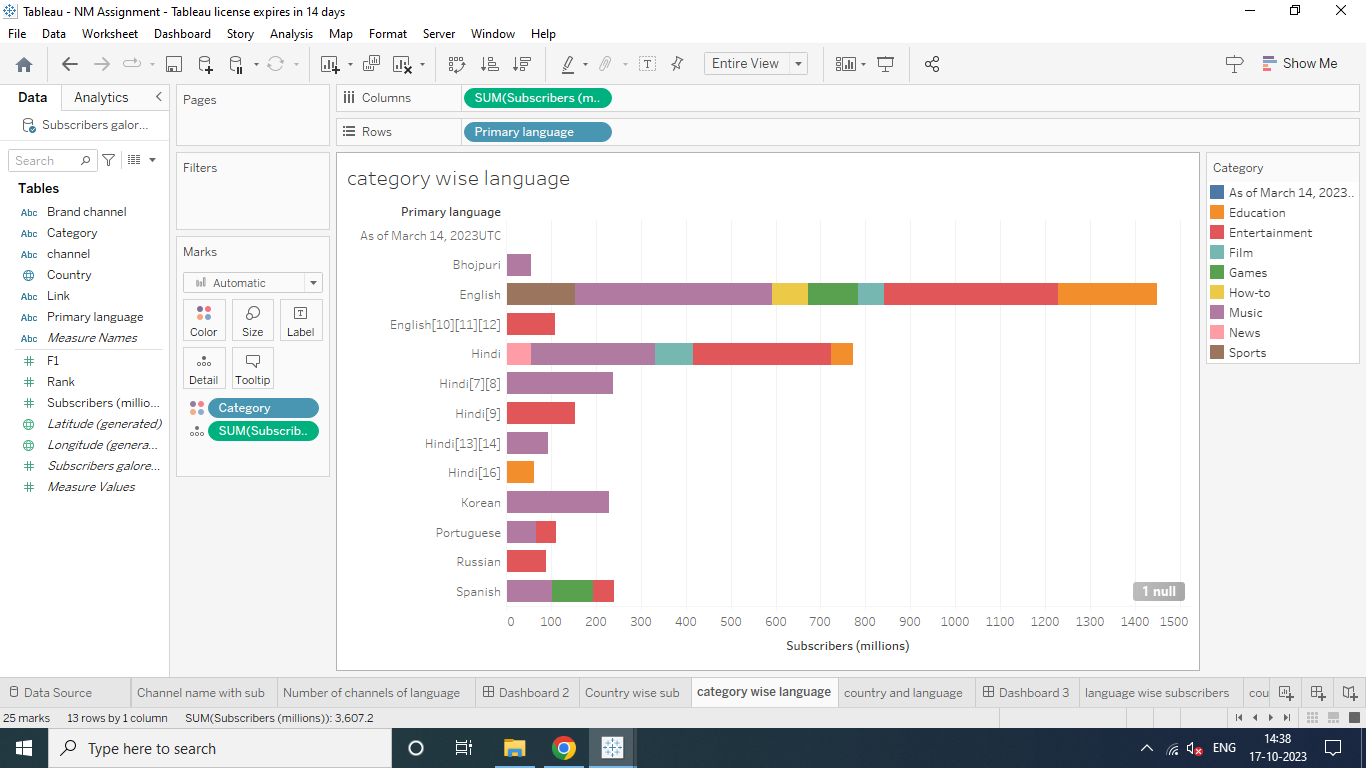 Tableau - NM Assignment - Tableau license expires in 14 days
File Data Worksheet Dashboard Story Analysis Map Format Server Window Help
Entire View
Show Me
Data Analytics
Subscribers galor...
Search
Tables
Abc Brand channel
Abc Category
Abc channel
Country
Abc Link
Abc Primary language
Abc Measure Names
F1
Rank
Subscribers (millio...
Latitude (generated)
Longitude (genera...
Subscribers galore...
Measure Values
Pages
Filters
Marks
Automatic
Color Size Label
Detail Tooltip
Category
SUM(Subscrib..
Columns SUM(Subscribers (m..
Rows Primary language
category wise language
Primary language
As of March 14, 2023UTC
Bhojpuri
English
English[10][11][12]
Hindi
Hindi[7][8]
Hindi[9]
Hindi[13][14]
Hindi[16]
Korean
Portuguese
Russian
Spanish
1 null
0 100 200 300 400 500 600 700 800 900 1000 1100 1200 1300 1400 1500
Subscribers (millions)
Category
As of March 14, 2023..
Education
Entertainment
Film
Games
How-to
Music
News
Sports
Data Source Channel name with sub Number of channels of language Dashboard 2 Country wise sub category wise language country and language Dashboard 3 language wise subscribers cou
25 marks 13 rows by 1 column SUM(Subscribers (millions)): 3,607.2
Type here to search
ENG
14:38
17-10-2023